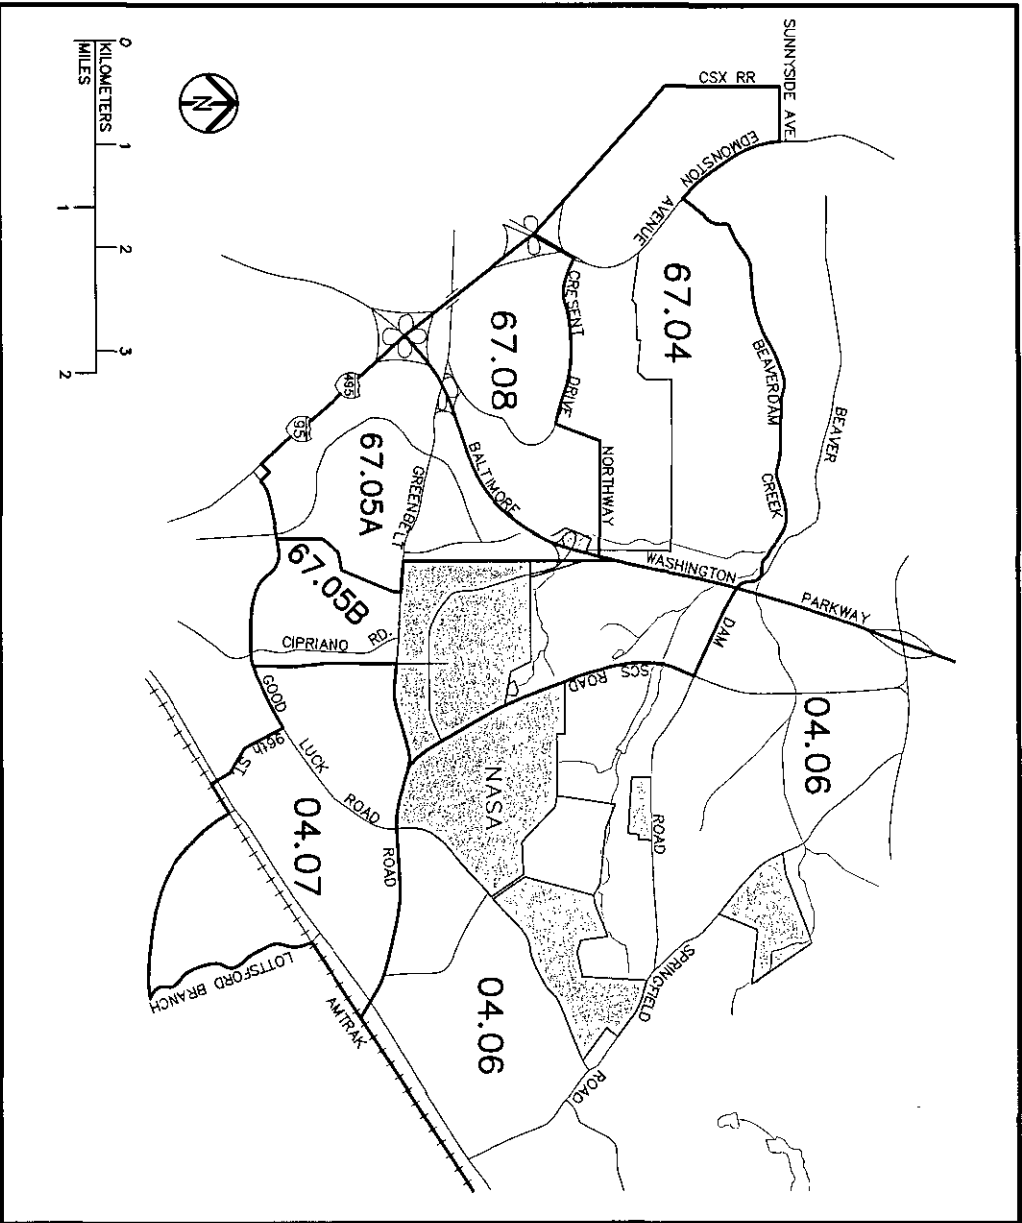 SUNNYSIDE AVE.
CSX RR
EDMONSTON
AVENUE
67.04
BEAVERDAM
CREEK
BEAVER
DAM
ROAD
CRESENT
DRIVE
NORTHWAY
67.08
BALTIMORE
WASHINGTON
PARKWAY
495
95
67.05A
GREENBELT
ROAD
67.05B
CIPRIANO RD.
GOOD
LUCK
ROAD
SCS ROAD
04.06
NASA
96th ST
04.07
SPRINGFIELD
ROAD
04.06
LOTTSFORD BRANCH
AMTRAK
N
0 1 2 3
KILOMETERS
MILES
1 2